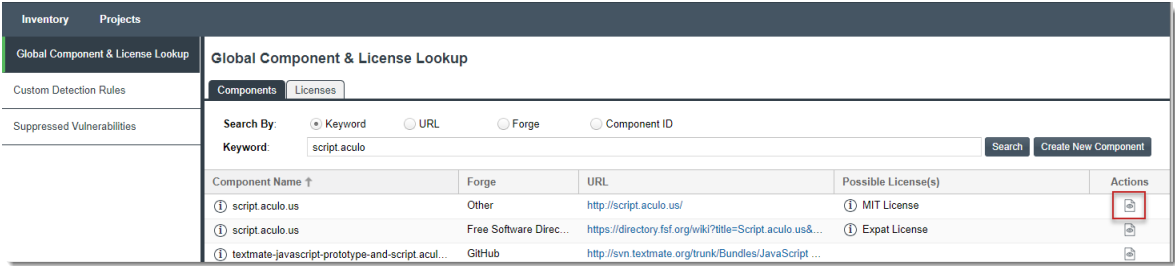 Inventory Projects
Global Component & License Lookup
Custom Detection Rules
Suppressed Vulnerabilities
Global Component & License Lookup
Components Licenses
Search By: Keyword URL Forge Component ID
Keyword: script.aculo Search Create New Component
Component Name ↑ Forge URL Possible License(s) Actions
script.aculo.us Other http://script.aculo.us/ MIT License
script.aculo.us Free Software Direc... https://directory.fsf.org/wiki?title=Script.aculo.us&... Expat License
textmate-javascript-prototype-and-script.acul... GitHub http://svn.textmate.org/trunk/Bundles/JavaScript ...